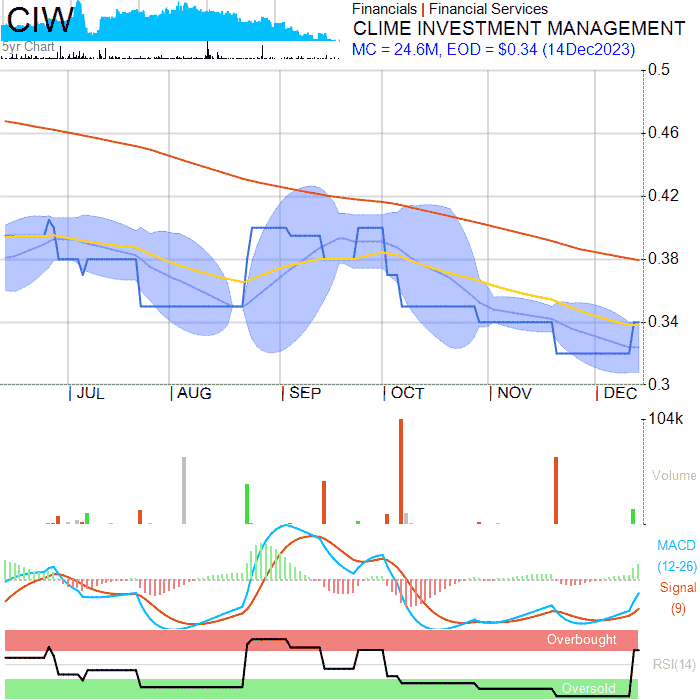 CIW
5yr Chart
Financials | Financial Services
CLIME INVESTMENT MANAGEMENT
MC = 24.6M, EOD = $0.34 (14Dec2023)
0.5
0.46
0.42
0.38
0.34
0.3
JUL AUG SEP OCT NOV DEC
104k
Volume
MACD
(12-26)
Signal
(9)
Overbought
RSI(14)
Oversold